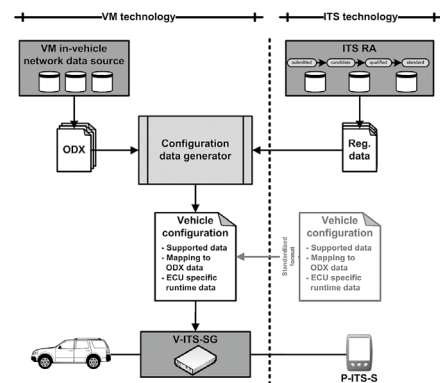 VM technology
ITS technology
VM in-vehicle
network data source
ITS RA
submitted
candidate
qualified
standard
ODX
Configuration
data generator
Reg.
data
Vehicle
configuration
- Supported data
- Mapping to
ODX data
- ECU specific
runtime data
Standardized
format
Vehicle
configuration
- Supported data
- Mapping to
ODX data
- ECU specific
runtime data
V-ITS-SG
P-ITS-S